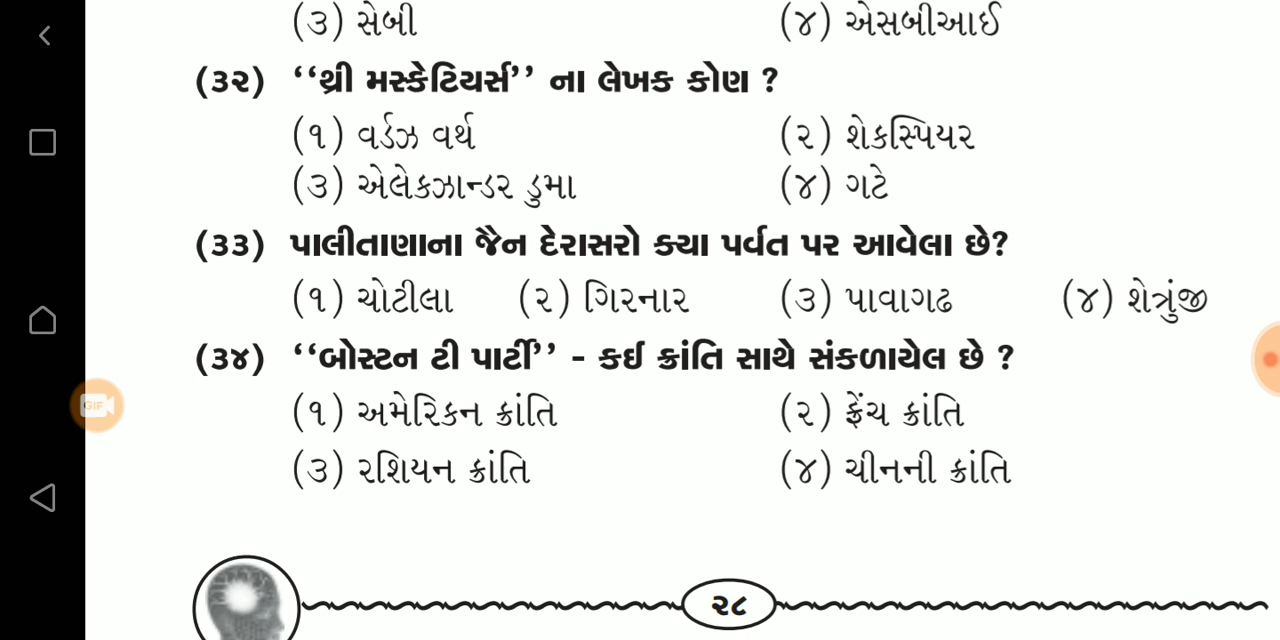 (૩) સેબી (૪) એસબીઆઈ
(૩૨) ‘‘થ્રી મસ્કેટિયર્સ’’ ના લેખક કોણ ?
(૧) વર્ડઝ વર્થ (૨) શેકસ્પિયર
(૩) એલેકઝાન્ડર ડુમા (૪) ગટે
(૩૩) પાલીતાણાના જૈન દેરાસરો ક્યા પર્વત પર આવેલા છે?
(૧) ચોટીલા (૨) ગિરનાર (૩) પાવાગઢ (૪) શેત્રુંજી
(૩૪) ‘‘બોસ્ટન ટી પાર્ટી’’ - કઈ ક્રાંતિ સાથે સંકળાયેલ છે ?
(૧) અમેરિકન ક્રાંતિ (૨) ફ્રેંચ ક્રાંતિ
(૩) રશિયન ક્રાંતિ (૪) ચીનની ક્રાંતિ
GIF
૨૮